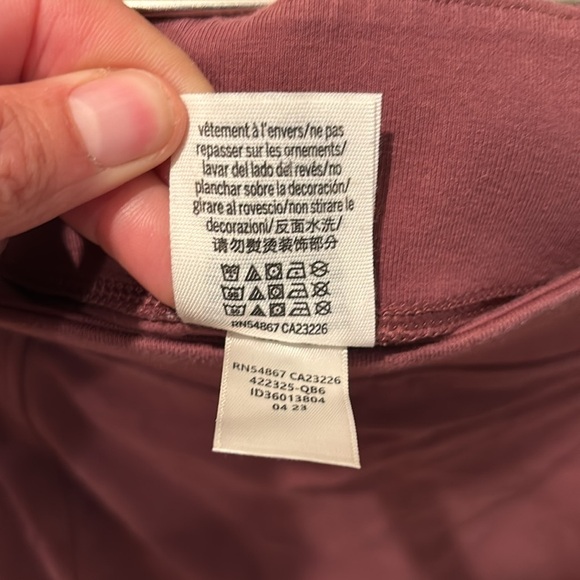 vêtement à l'envers/ne pas
repasser sur les ornements/
lavar del lado del revés/no
planchar sobre la decoración/
girare al rovescio/non stirare le
decorazioni/反面水洗/
请勿熨烫装饰部分
RN54867 CA23226
RN54867 CA23226
422325-QB6
ID36013804
04 23